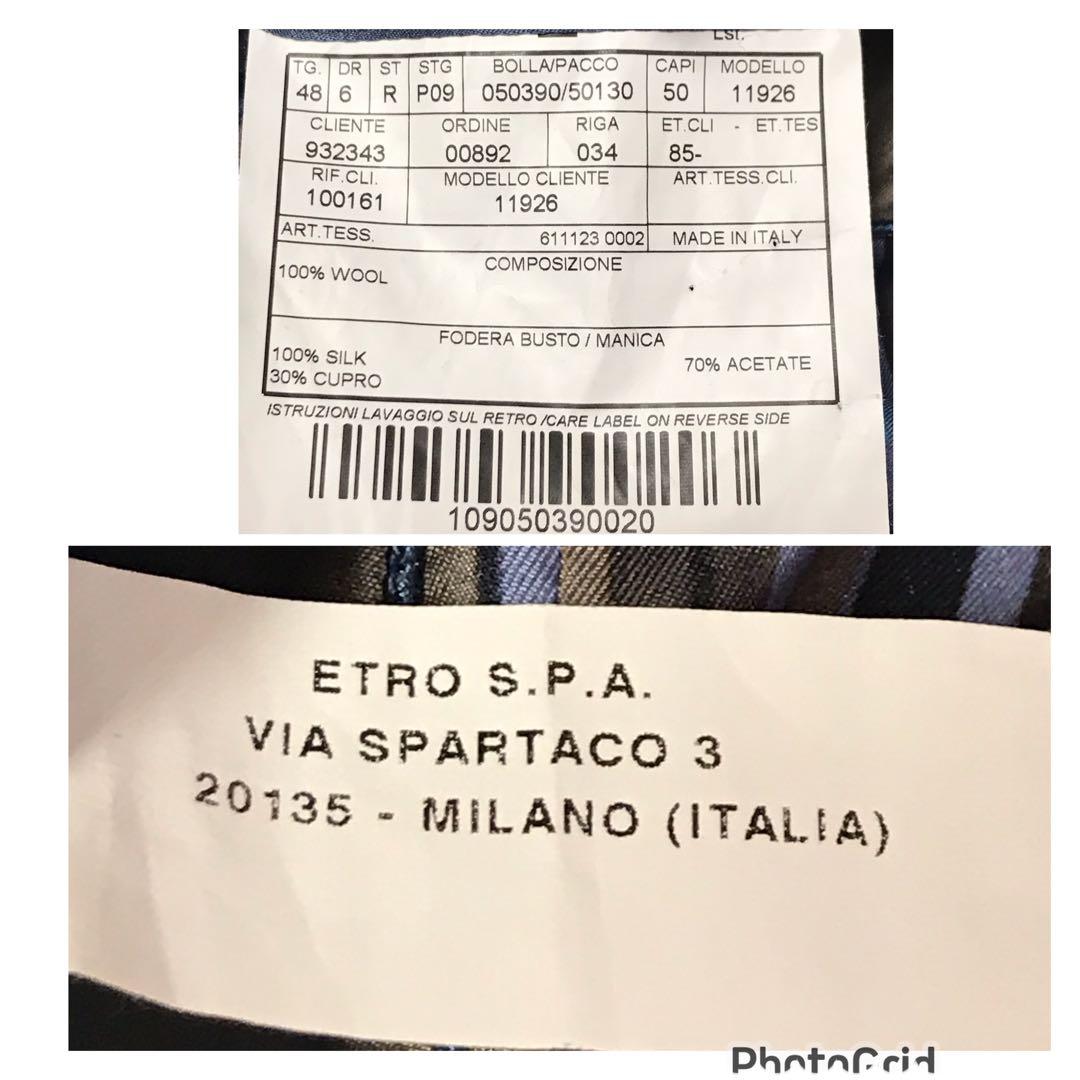 Lst.
TG. DR ST STG BOLLA/PACCO CAPI MODELLO
48 6 R P09 050390/50130 50 11926
CLIENTE ORDINE RIGA ET.CLI - ET.TES
932343 00892 034 85-
RIF.CLI. MODELLO CLIENTE ART.TESS.CLI.
100161 11926
ART.TESS. 611123 0002 MADE IN ITALY
COMPOSIZIONE
100% WOOL
FODERA BUSTO / MANICA
100% SILK 70% ACETATE
30% CUPRO
ISTRUZIONI LAVAGGIO SUL RETRO /CARE LABEL ON REVERSE SIDE
109050390020
ETRO S.P.A.
VIA SPARTACO 3
20135 - MILANO (ITALIA)
PhotoGrid